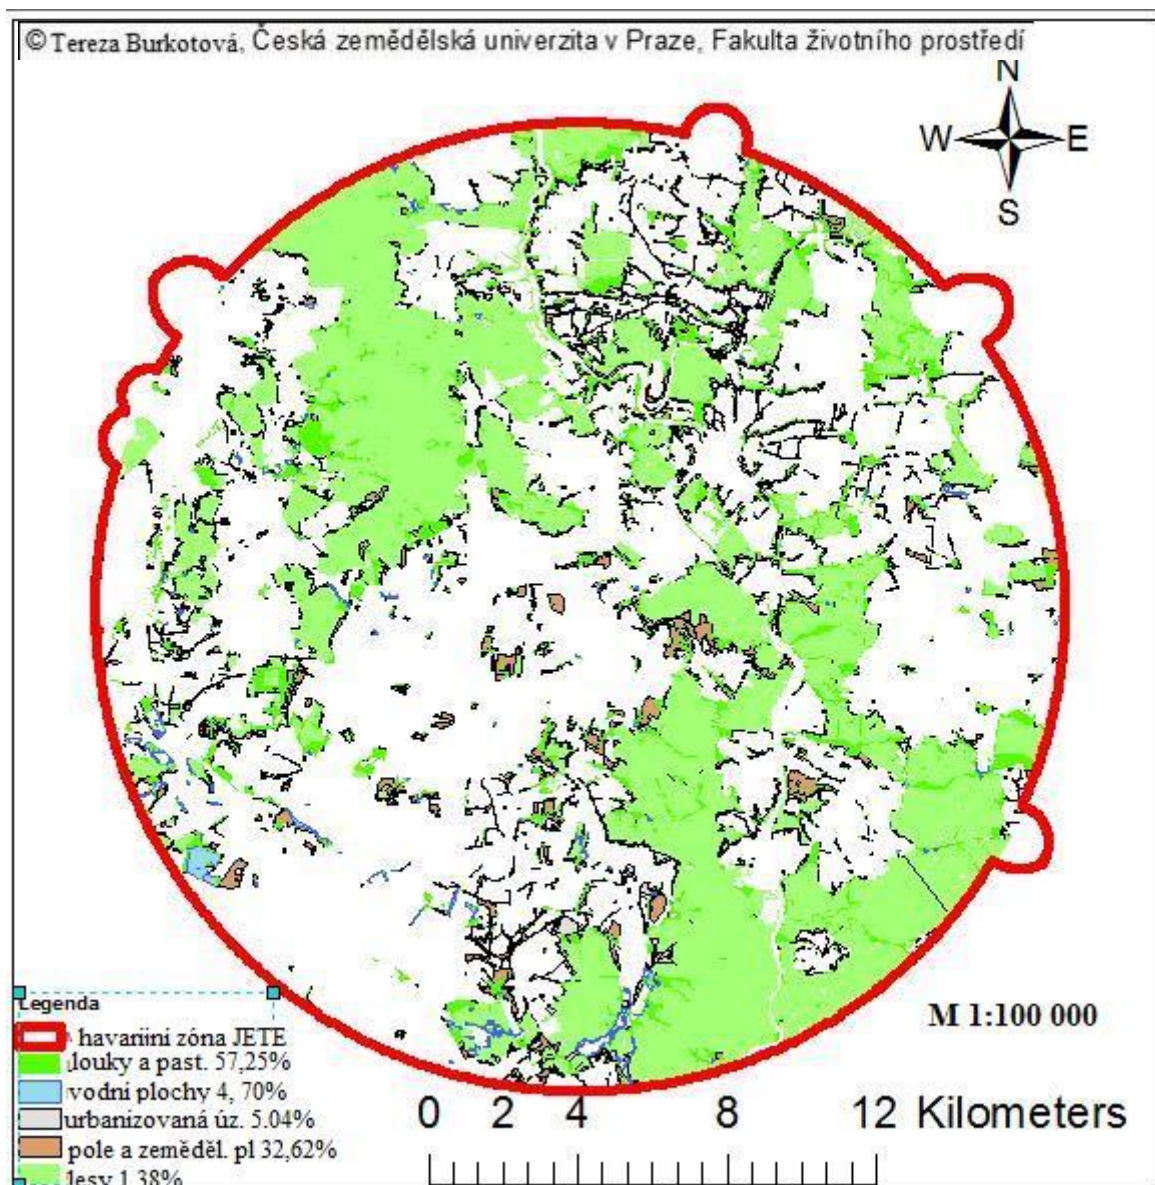 © Tereza Burkotová, Česká zemědělská univerzita v Praze, Fakulta životního prostředí
N
W E
S
M 1:100 000
Legenda
havarijní zóna JETE
louky a past. 57,25%
vodní plochy 4, 70%
urbanizovaná úz. 5.04%
pole a zeměděl. pl 32,62%
lesy 1,38%
0 2 4 8 12 Kilometers